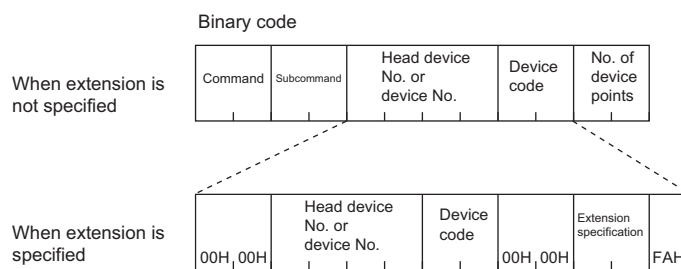 Binary code
When extension is
not specified
Command
Subcommand
Head device
No. or
device No.
Device
code
No. of
device
points
When extension is
specified
00H 00H
Head device
No. or
device No.
Device
code
00H 00H
Extension
specification
FAH